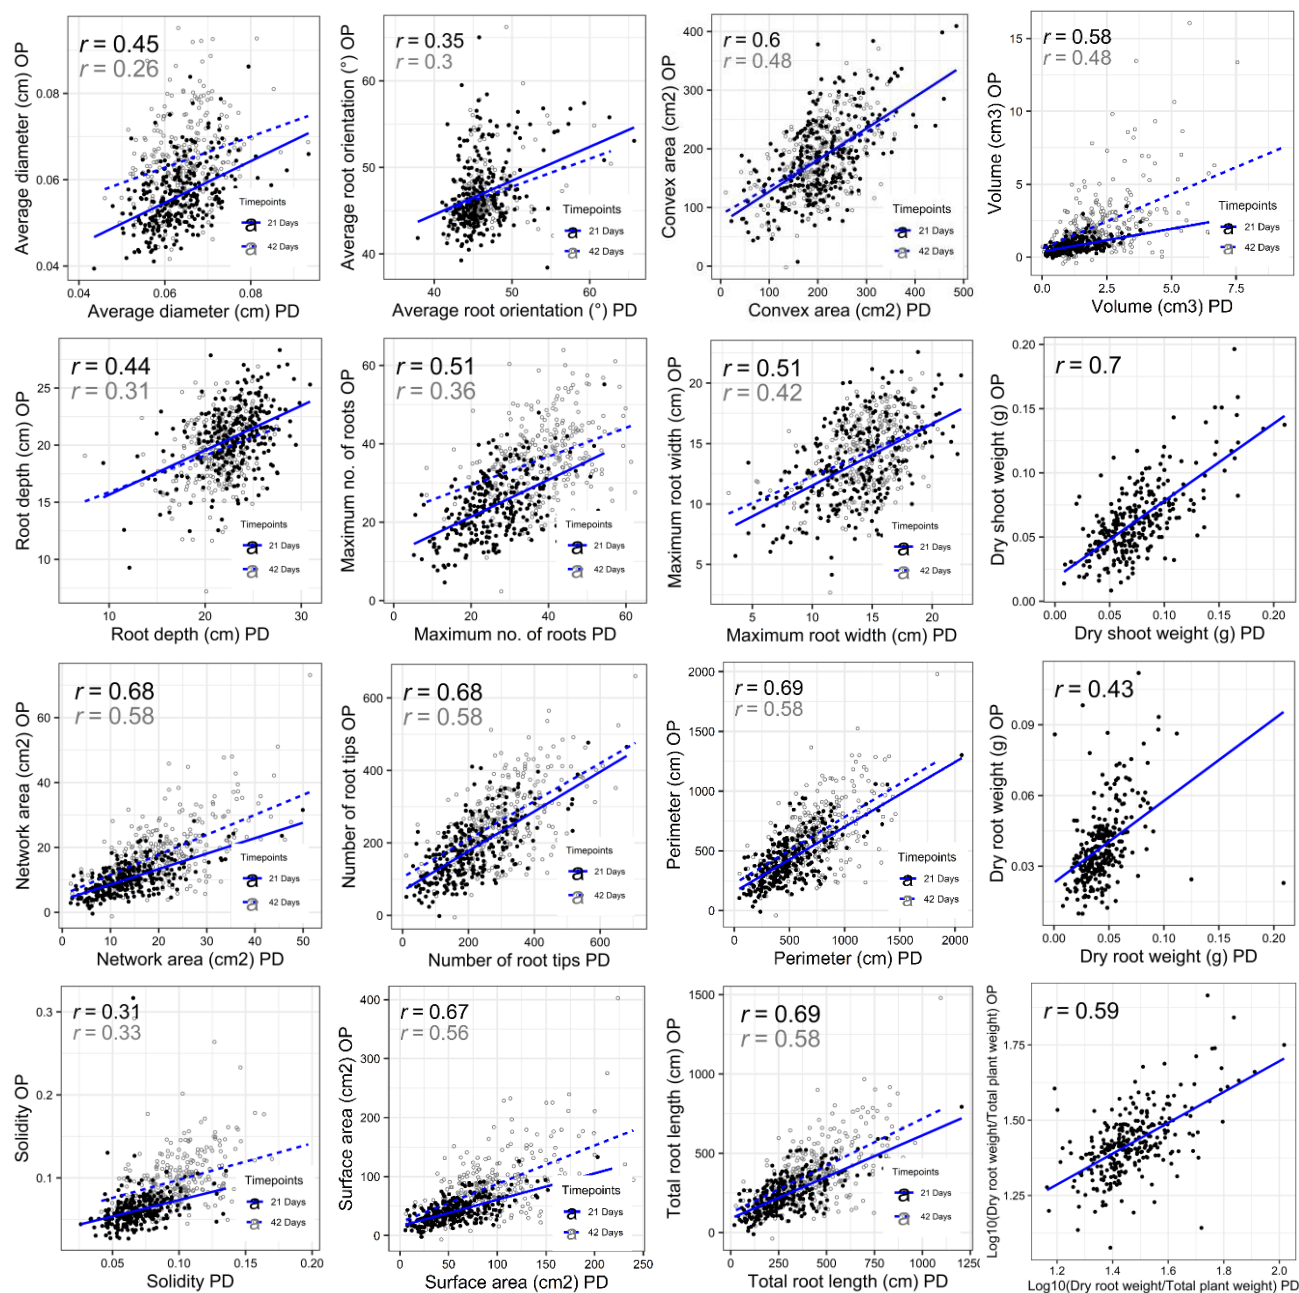 r = 0.45
r = 0.26
Average diameter (cm) OP
0.08
0.06
0.04
Timepoints
a 21 Days
a 42 Days
0.04 0.06 0.08
Average diameter (cm) PD
r = 0.35
r = 0.3
Average root orientation (°) OP
60
50
40
Timepoints
a 21 Days
a 42 Days
40 50 60
Average root orientation (°) PD
r = 0.6
r = 0.48
Convex area (cm2) OP
400
300
200
100
0
Timepoints
a 21 Days
a 42 Days
0 100 200 300 400 500
Convex area (cm2) PD
r = 0.58
r = 0.48
Volume (cm3) OP
15
10
5
0
Timepoints
a 21 Days
a 42 Days
0.0 2.5 5.0 7.5
Volume (cm3) PD
r = 0.44
r = 0.31
Root depth (cm) OP
25
20
15
10
Timepoints
a 21 Days
a 42 Days
10 20 30
Root depth (cm) PD
r = 0.51
r = 0.36
Maximum no. of roots OP
60
40
20
0
Timepoints
a 21 Days
a 42 Days
0 20 40 60
Maximum no. of roots PD
r = 0.51
r = 0.42
Maximum root width (cm) OP
20
15
10
5
Timepoints
a 21 Days
a 42 Days
5 10 15 20
Maximum root width (cm) PD
r = 0.7
Dry shoot weight (g) OP
0.20
0.15
0.10
0.05
0.00
0.00 0.05 0.10 0.15 0.20
Dry shoot weight (g) PD
r = 0.68
r = 0.58
Network area (cm2) OP
60
40
20
0
Timepoints
a 21 Days
a 42 Days
0 10 20 30 40 50
Network area (cm2) PD
r = 0.68
r = 0.58
Number of root tips OP
600
400
200
0
Timepoints
a 21 Days
a 42 Days
0 200 400 600
Number of root tips PD
r = 0.69
r = 0.58
Perimeter (cm) OP
2000
1500
1000
500
0
Timepoints
a 21 Days
a 42 Days
0 500 1000 1500 2000
Perimeter (cm) PD
r = 0.43
Dry root weight (g) OP
0.09
0.06
0.03
0.00 0.05 0.10 0.15 0.20
Dry root weight (g) PD
r = 0.31
r = 0.33
Solidity OP
0.3
0.2
0.1
Timepoints
a 21 Days
a 42 Days
0.05 0.10 0.15 0.20
Solidity PD
r = 0.67
r = 0.56
Surface area (cm2) OP
400
300
200
100
0
Timepoints
a 21 Days
a 42 Days
0 50 100 150 200 250
Surface area (cm2) PD
r = 0.69
r = 0.58
Total root length (cm) OP
1500
1000
500
0
Timepoints
a 21 Days
a 42 Days
0 250 500 750 1000 1250
Total root length (cm) PD
r = 0.59
Log10(Dry root weight/Total plant weight) OP
1.75
1.50
1.25
1.2 1.4 1.6 1.8 2.0
Log10(Dry root weight/Total plant weight) PD